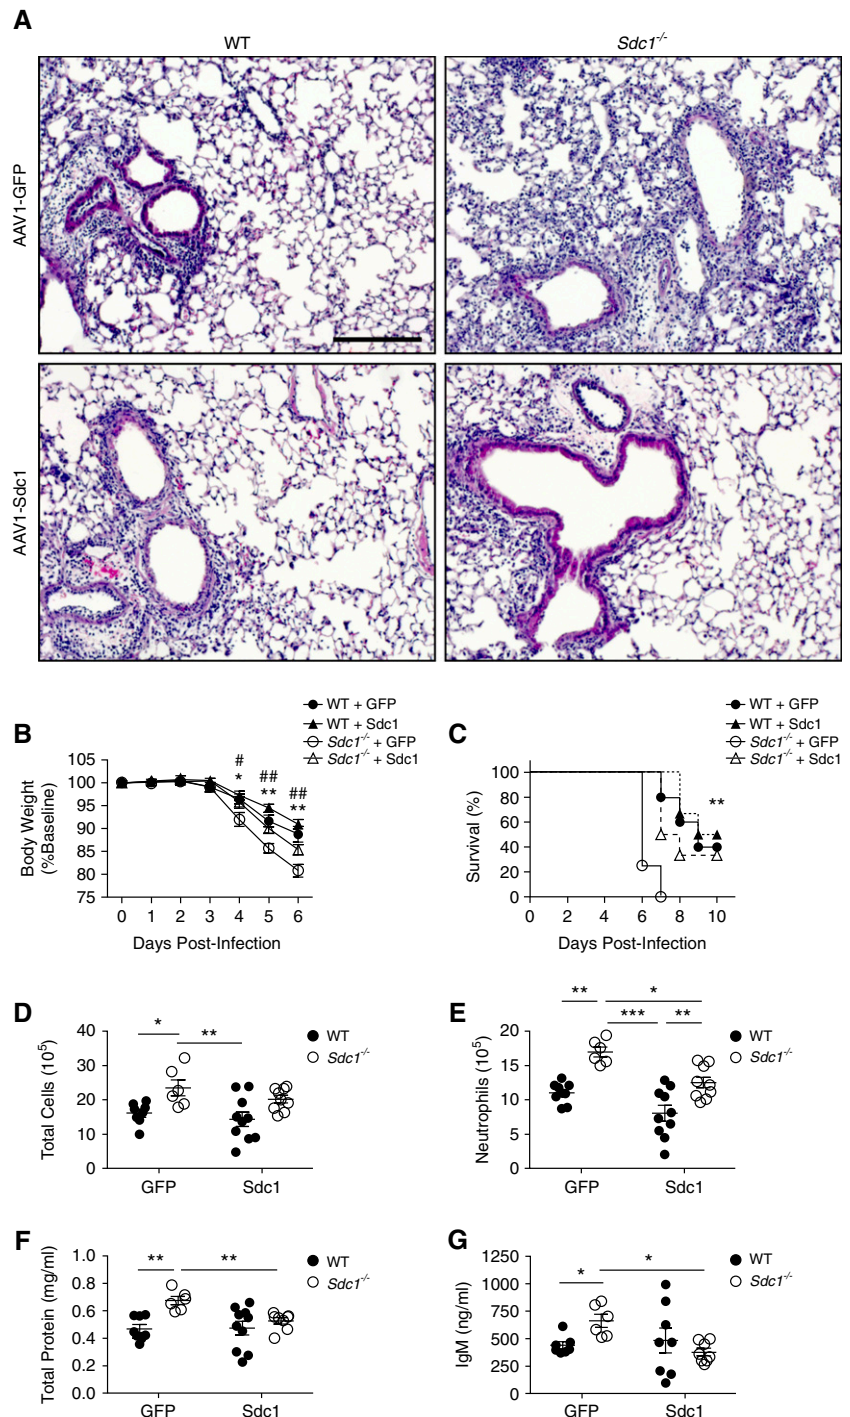 A
WT
Sdc1-/-
AAV1-GFP
AAV1-Sdc1
B
WT + GFP
WT + Sdc1
Sdc1-/- + GFP
Sdc1-/- + Sdc1
Body Weight
(%Baseline)
105
100
95
90
85
80
75
#
*
##
**
##
**
0 1 2 3 4 5 6
Days Post-Infection
C
WT + GFP
WT + Sdc1
Sdc1-/- + GFP
Sdc1-/- + Sdc1
Survival (%)
100
80
60
40
20
0
**
0 2 4 6 8 10
Days Post-Infection
D
WT
Sdc1-/-
Total Cells (10⁵)
40
30
20
10
0
*
**
GFP Sdc1
E
WT
Sdc1-/-
Neutrophils (10⁵)
20
15
10
5
0
** *
*** **
GFP Sdc1
F
WT
Sdc1-/-
Total Protein (mg/ml)
1.0
0.8
0.6
0.4
0.2
0.0
** **
GFP Sdc1
G
WT
Sdc1-/-
IgM (ng/ml)
1250
1000
750
500
250
0
* *
GFP Sdc1